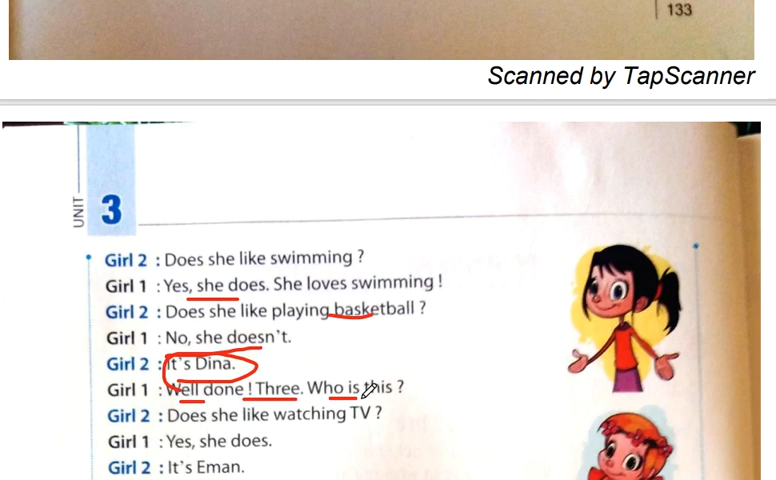 133
Scanned by TapScanner
UNIT 3
Girl 2 : Does she like swimming ?
Girl 1 : Yes, she does. She loves swimming !
Girl 2 : Does she like playing basketball ?
Girl 1 : No, she doesn't.
Girl 2 : It's Dina.
Girl 1 : Well done ! Three. Who is this ?
Girl 2 : Does she like watching TV ?
Girl 1 : Yes, she does.
Girl 2 : It's Eman.